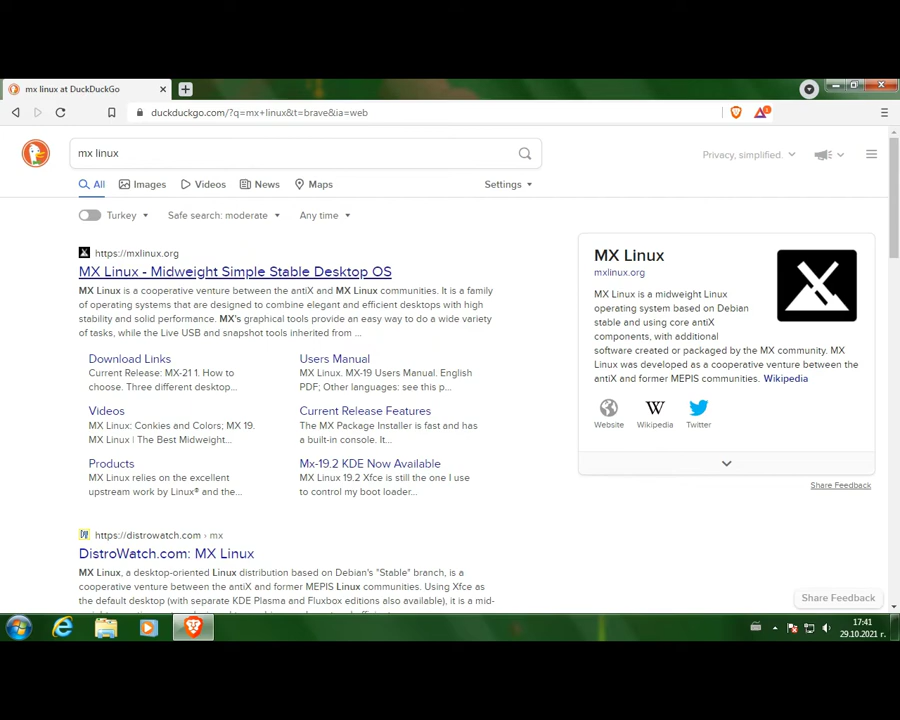 mx linux at DuckDuckGo
duckduckgo.com/?q=mx+linux&t=brave&ia=web
1
mx linux
Privacy, simplified.
All
Images
Videos
News
Maps
Settings
Turkey
Safe search: moderate
Any time
https://mxlinux.org
MX Linux - Midweight Simple Stable Desktop OS
MX Linux is a cooperative venture between the antiX and MX Linux communities. It is a family
of operating systems that are designed to combine elegant and efficient desktops with high
stability and solid performance. MX's graphical tools provide an easy way to do a wide variety
of tasks, while the Live USB and snapshot tools inherited from ...
Download Links
Current Release: MX-21 1. How to
choose. Three different desktop...
Users Manual
MX Linux. MX-19 Users Manual. English
PDF; Other languages: see this p...
Videos
MX Linux: Conkies and Colors; MX 19.
MX Linux | The Best Midweight...
Current Release Features
The MX Package Installer is fast and has
a built-in console. It...
Products
MX Linux relies on the excellent
upstream work by Linux® and the...
Mx-19.2 KDE Now Available
MX Linux 19.2 Xfce is still the one I use
to control my boot loader...
https://distrowatch.com › mx
DistroWatch.com: MX Linux
MX Linux, a desktop-oriented Linux distribution based on Debian's "Stable" branch, is a
cooperative venture between the antiX and former MEPIS Linux communities. Using Xfce as
the default desktop (with separate KDE Plasma and Fluxbox editions also available), it is a mid-
MX Linux
mxlinux.org
MX Linux is a midweight Linux
operating system based on Debian
stable and using core antiX
components, with additional
software created or packaged by the MX community. MX
Linux was developed as a cooperative venture between the
antiX and former MEPIS communities. Wikipedia
W
Website
Wikipedia
Twitter
Share Feedback
Share Feedback
17:41
29.10.2021 г.